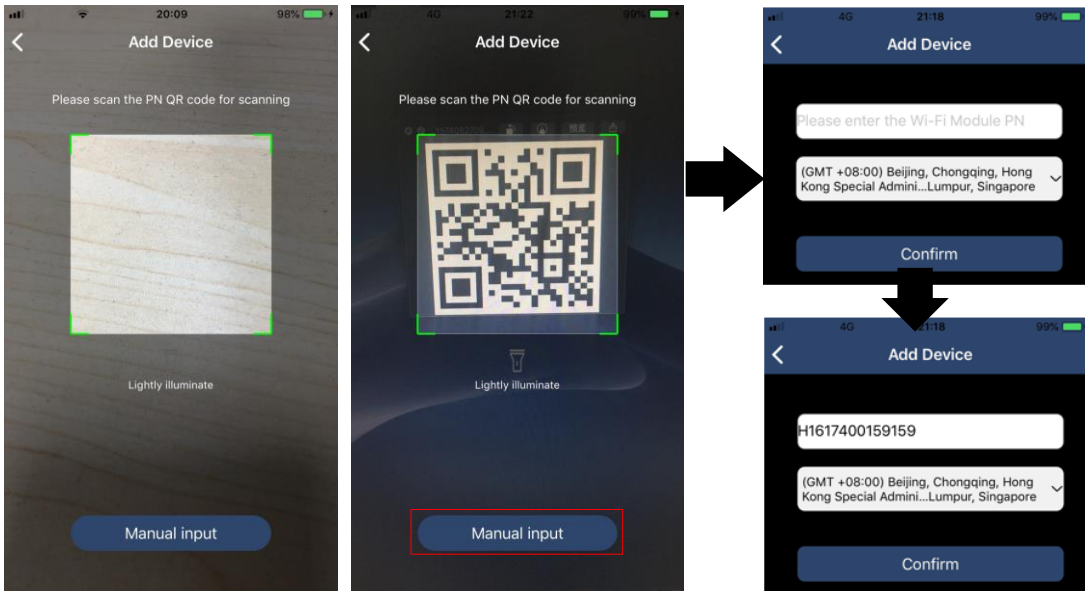 20:09
98%
Add Device
Please scan the PN QR code for scanning
Lightly illuminate
Manual input
4G
21:22
99%
Add Device
Please scan the PN QR code for scanning
Lightly illuminate
Manual input
4G
21:18
99%
Add Device
Please enter the Wi-Fi Module PN
(GMT +08:00) Beijing, Chongqing, Hong
Kong Special Admini...Lumpur, Singapore
Confirm
4G
21:18
99%
Add Device
H1617400159159
(GMT +08:00) Beijing, Chongqing, Hong
Kong Special Admini...Lumpur, Singapore
Confirm